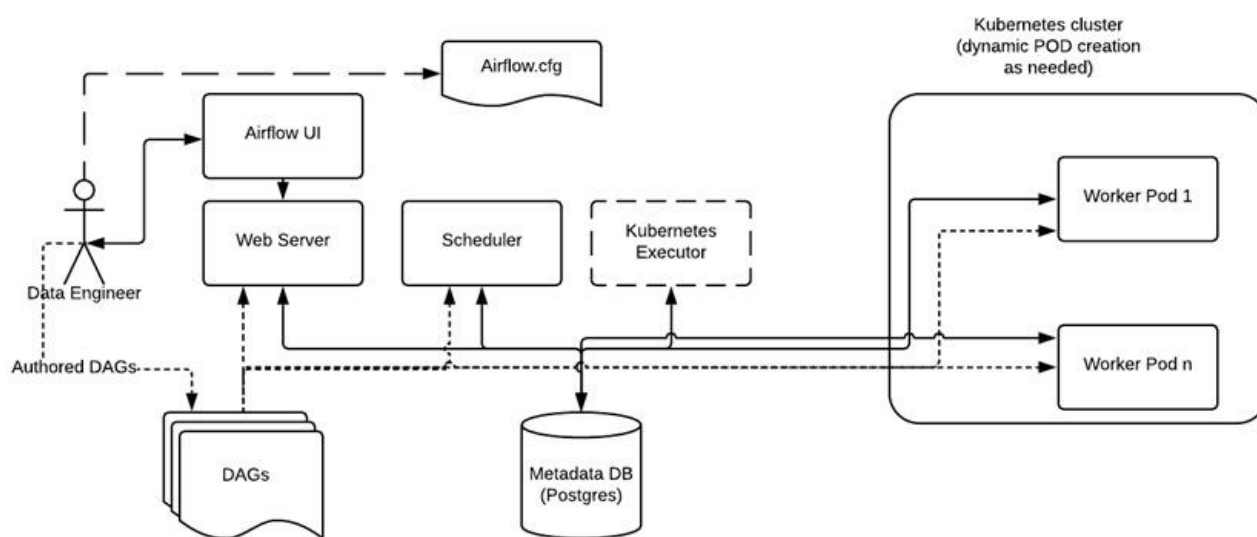 Kubernetes cluster
(dynamic POD creation
as needed)
Airflow.cfg
Airflow UI
Worker Pod 1
Web Server
Scheduler
Kubernetes
Executor
Data Engineer
Authored DAGs
Worker Pod n
DAGs
Metadata DB
(Postgres)